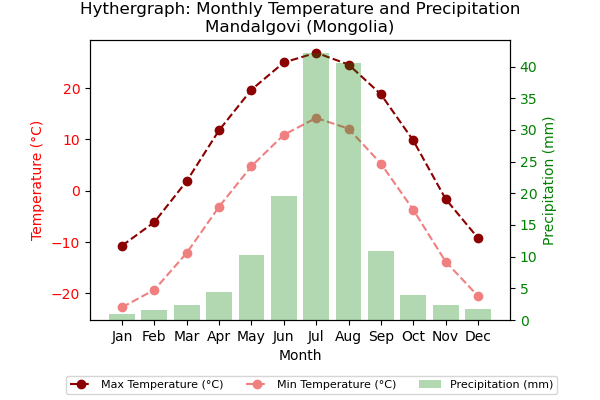 Hythergraph: Monthly Temperature and Precipitation
Mandalgovi (Mongolia)
Temperature (°C)
20
10
0
−10
−20
40
35
30
25
20
15
10
5
0
Precipitation (mm)
Jan Feb Mar Apr May Jun Jul Aug Sep Oct Nov Dec
Month
Max Temperature (°C) Min Temperature (°C) Precipitation (mm)